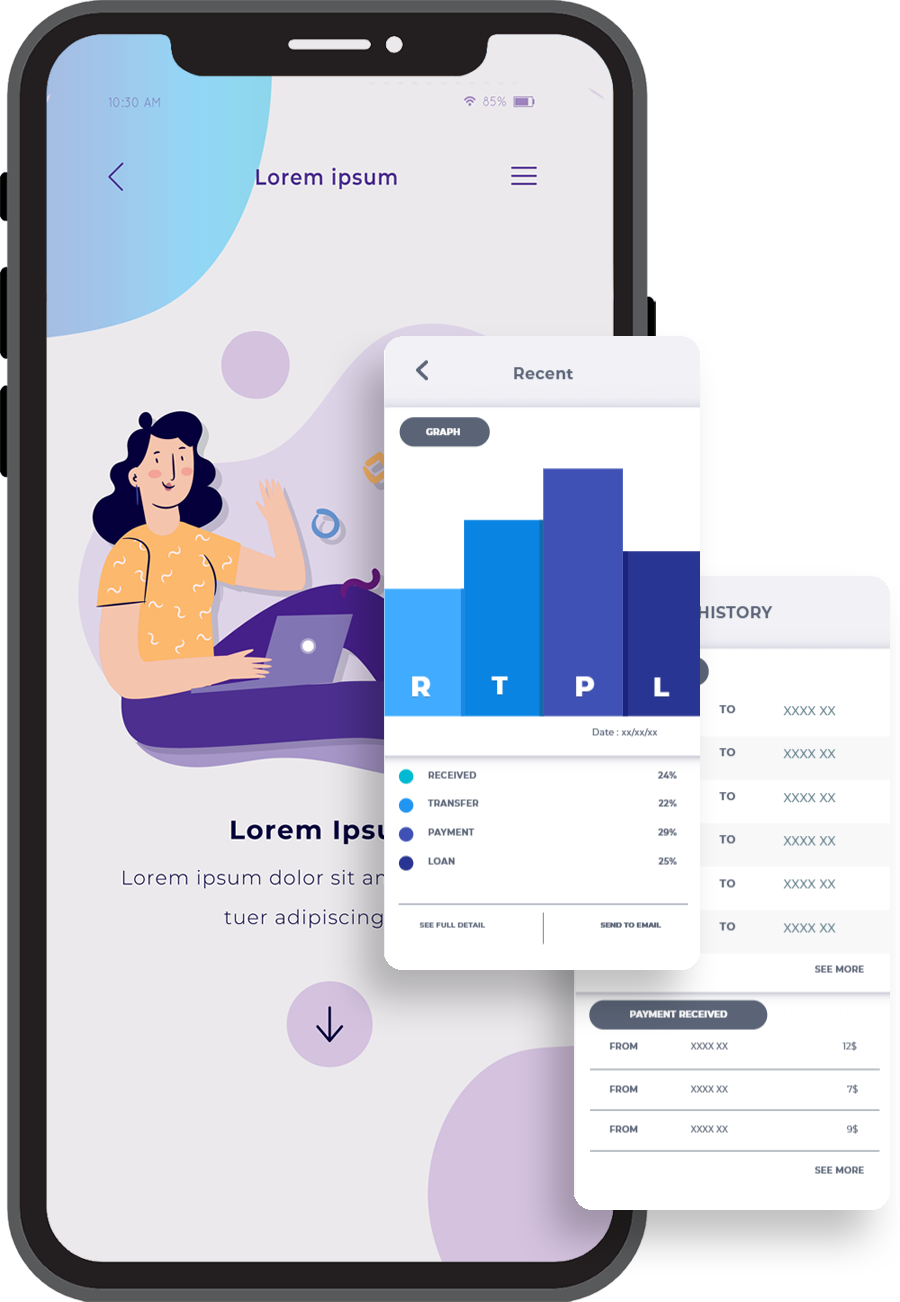 10:30 AM
85%
Lorem ipsum
Recent
GRAPH
R T P L
Date : xx/xx/xx
RECEIVED 24%
TRANSFER 22%
PAYMENT 29%
LOAN 25%
SEE FULL DETAIL SEND TO EMAIL
Lorem Ipsu
Lorem ipsum dolor sit an
tuer adipiscing
HISTORY
TO XXXX XX
TO XXXX XX
TO XXXX XX
TO XXXX XX
TO XXXX XX
TO XXXX XX
SEE MORE
PAYMENT RECEIVED
FROM XXXX XX 12$
FROM XXXX XX 7$
FROM XXXX XX 9$
SEE MORE